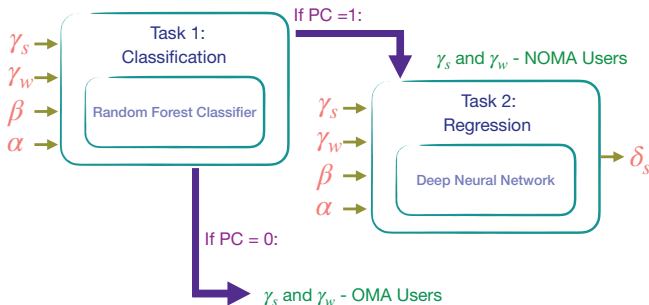 If PC =1:
Task 1:
Classification
γs
γw
β
α
Random Forest Classifier
γs and γw - NOMA Users
Task 2:
Regression
γs
γw
β
α
Deep Neural Network
δs
If PC = 0:
γs and γw - OMA Users